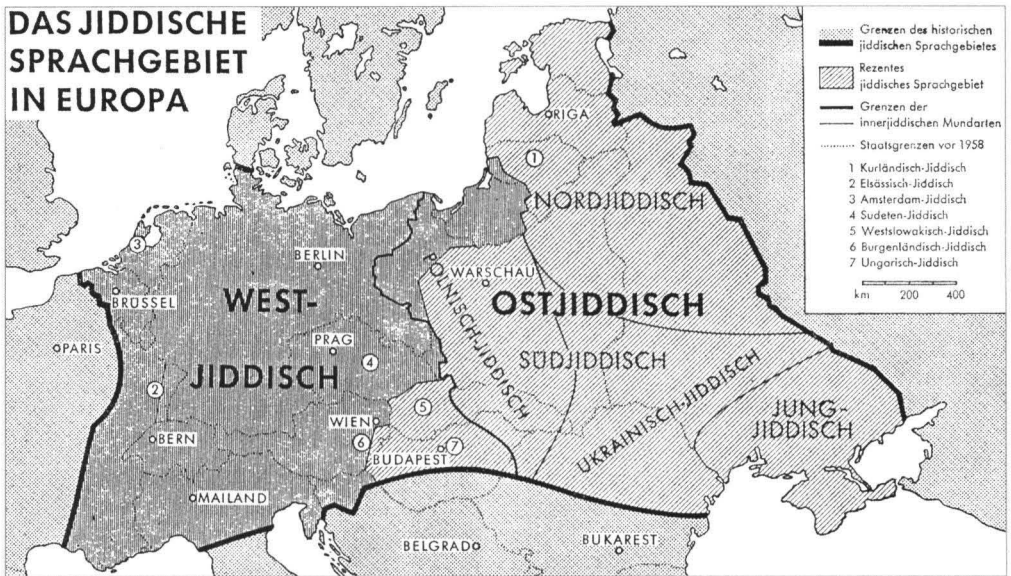 DAS JIDDISCHE
SPRACHGEBIET
IN EUROPA
Grenzen des historischen
jiddischen Sprachgebietes
Rezentes
jiddisches Sprachgebiet
Grenzen der
innerjiddischen Mundarten
Staatsgrenzen vor 1958
1 Kurländisch-Jiddisch
2 Elsässisch-Jiddisch
3 Amsterdam-Jiddisch
4 Sudeten-Jiddisch
5 Westslowakisch-Jiddisch
6 Burgenländisch-Jiddisch
7 Ungarisch-Jiddisch
km 200 400
RIGA
1
NORDJIDDISCH
3
BERLIN
WARSCHAU
BRÜSSEL
WEST-
JIDDISCH
OSTJIDDISCH
POLNISCH-JIDDISCH
PARIS
PRAG
4
SÜDJIDDISCH
2
5
UKRAINISCH-JIDDISCH
JUNG-
JIDDISCH
WIEN
BERN
6
7
BUDAPEST
MAILAND
BELGRAD
BUKAREST